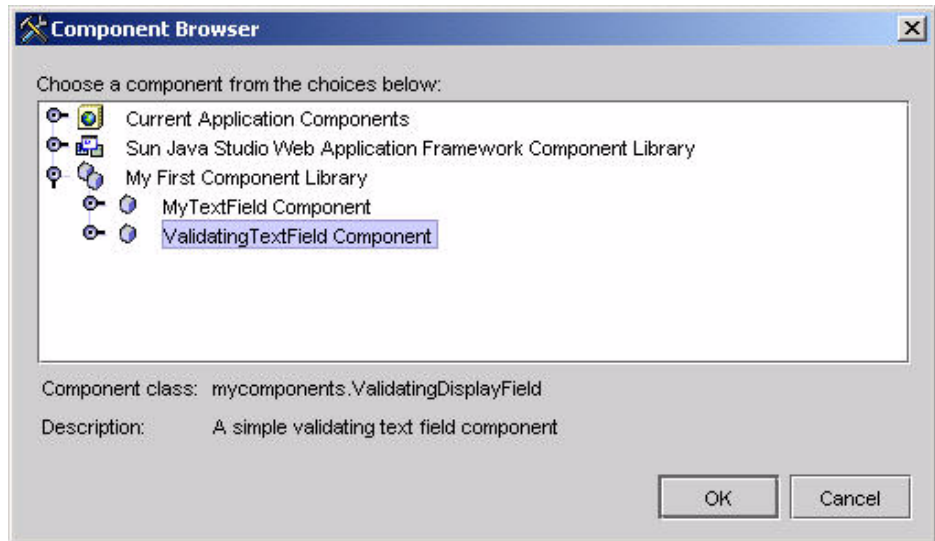 Component Browser
Choose a component from the choices below:
Current Application Components
Sun Java Studio Web Application Framework Component Library
My First Component Library
MyTextField Component
ValidatingTextField Component
Component class: mycomponents.ValidatingDisplayField
Description: A simple validating text field component
OK Cancel